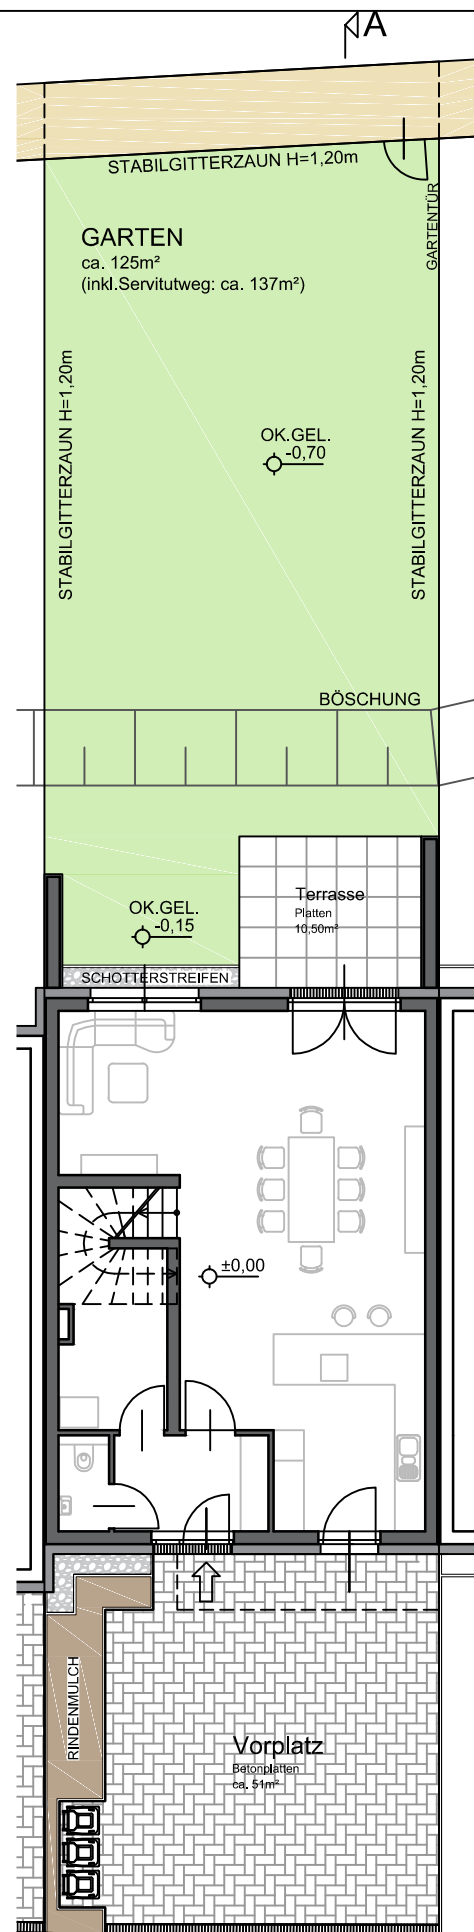 A
STABILGITTERZAUN H=1,20m
GARTENTÜR
GARTEN
ca. 125m²
(inkl.Servitutweg: ca. 137m²)
STABILGITTERZAUN H=1,20m
STABILGITTERZAUN H=1,20m
OK.GEL.
-0,70
BÖSCHUNG
Terrasse
Platten
10,50m²
OK.GEL.
-0,15
SCHOTTERSTREIFEN
±0,00
RINDENMULCH
Vorplatz
Betonplatten
ca. 51m²